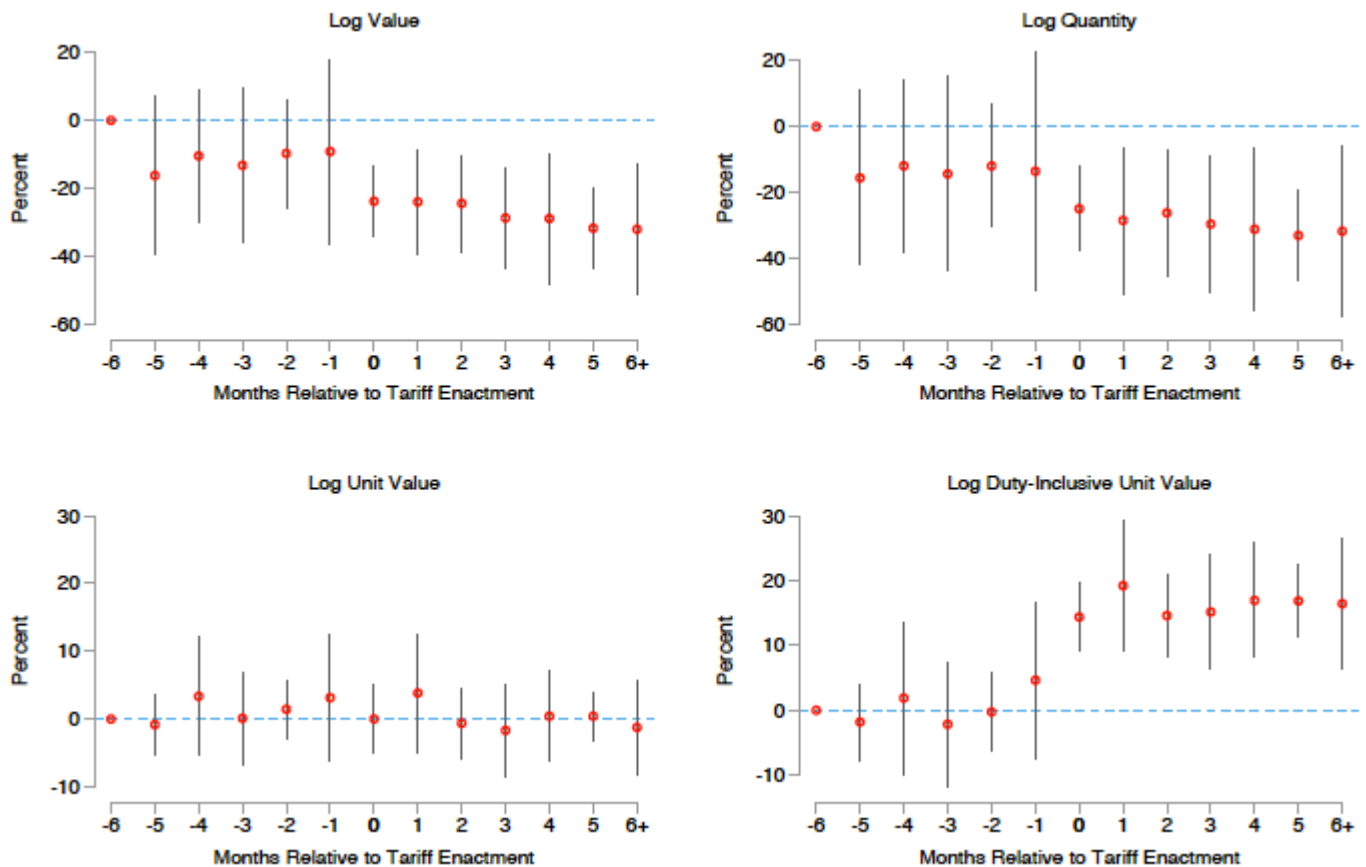 Log Value
20
0
-20
-40
-60
Percent
-6 -5 -4 -3 -2 -1 0 1 2 3 4 5 6+
Months Relative to Tariff Enactment
Log Quantity
20
0
-20
-40
-60
Percent
-6 -5 -4 -3 -2 -1 0 1 2 3 4 5 6+
Months Relative to Tariff Enactment
Log Unit Value
30
20
10
0
-10
Percent
-6 -5 -4 -3 -2 -1 0 1 2 3 4 5 6+
Months Relative to Tariff Enactment
Log Duty-Inclusive Unit Value
30
20
10
0
-10
Percent
-6 -5 -4 -3 -2 -1 0 1 2 3 4 5 6+
Months Relative to Tariff Enactment